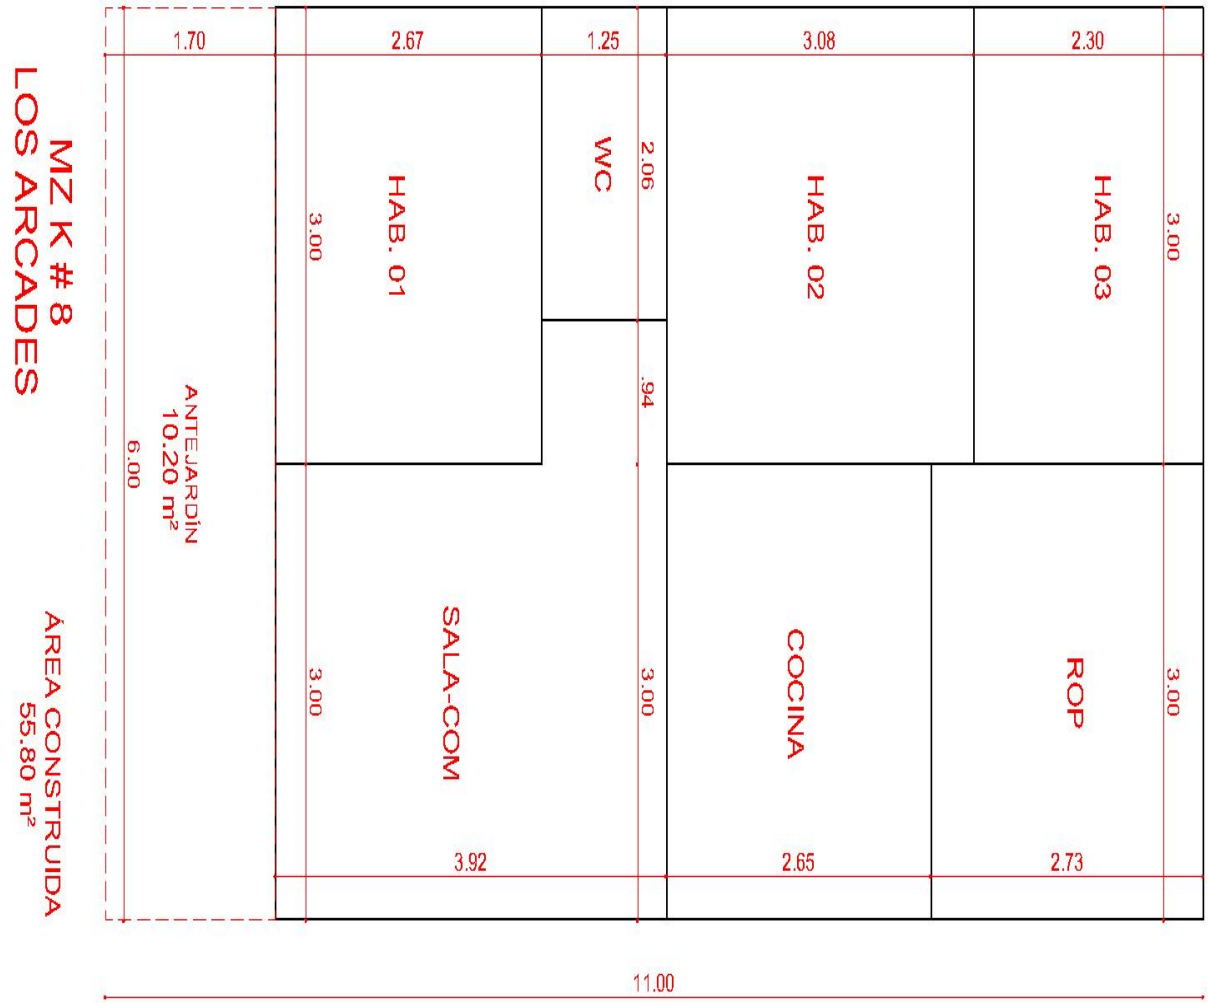 1.70
2.67
1.25
3.08
2.30
MZ K # 8
LOS ARCADES
HAB. 01
3.00
WC
2.06
HAB. 02
HAB. 03
3.00
.94
ANTEJARDÍN
10.20 m²
6.00
SALA-COM
3.00
3.00
COCINA
ROP
3.00
ÁREA CONSTRUIDA
55.80 m²
3.92
2.65
2.73
11.00